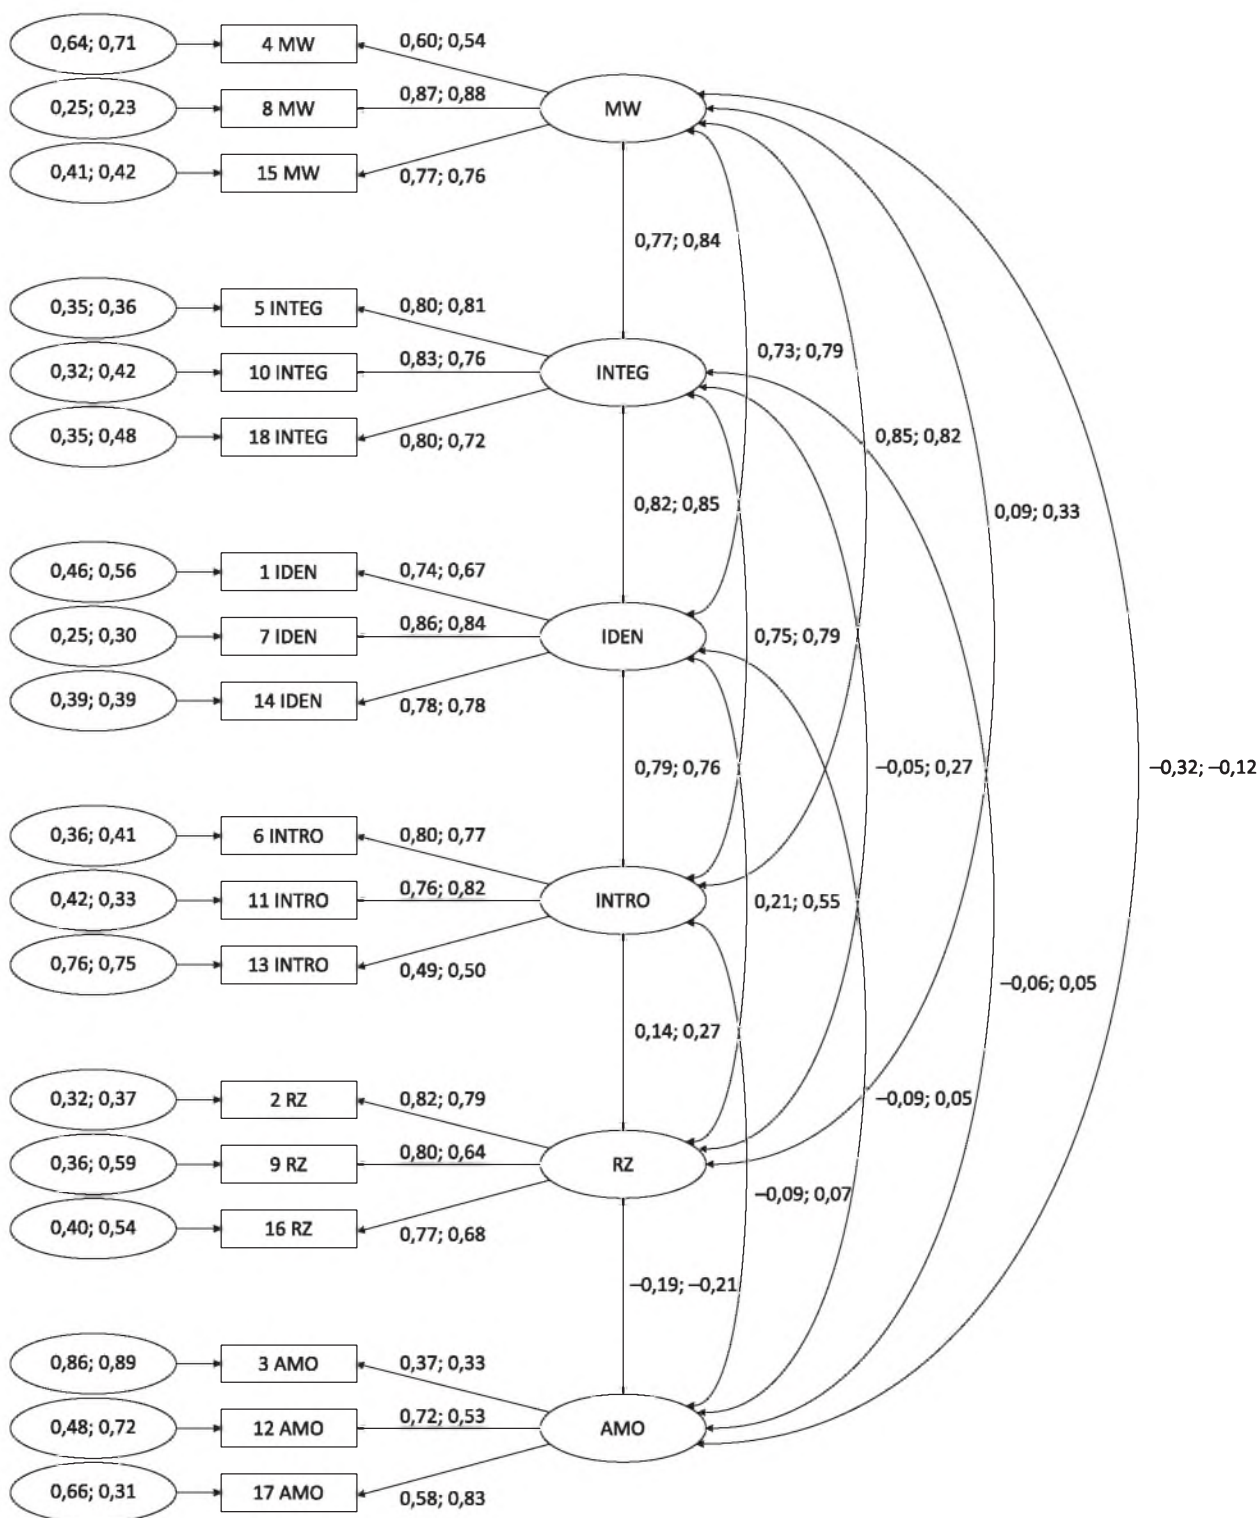 0,64; 0,71 4 MW 0,60; 0,54
0,25; 0,23 8 MW 0,87; 0,88 MW
0,41; 0,42 15 MW 0,77; 0,76
0,77; 0,84
0,35; 0,36 5 INTEG 0,80; 0,81
0,73; 0,79
0,32; 0,42 10 INTEG 0,83; 0,76 INTEG
0,35; 0,48 18 INTEG 0,80; 0,72 0,85; 0,82
0,82; 0,85
0,09; 0,33
0,46; 0,56 1 IDEN 0,74; 0,67
0,25; 0,30 7 IDEN 0,86; 0,84 IDEN 0,75; 0,79
0,39; 0,39 14 IDEN 0,78; 0,78
0,79; 0,76 –0,05; 0,27 –0,32; –0,12
0,36; 0,41 6 INTRO 0,80; 0,77
0,42; 0,33 11 INTRO 0,76; 0,82 INTRO 0,21; 0,55
0,76; 0,75 13 INTRO 0,49; 0,50
–0,06; 0,05
0,14; 0,27
0,32; 0,37 2 RZ 0,82; 0,79 –0,09; 0,05
0,36; 0,59 9 RZ 0,80; 0,64 RZ
–0,09; 0,07
0,40; 0,54 16 RZ 0,77; 0,68
–0,19; –0,21
0,86; 0,89 3 AMO 0,37; 0,33
0,48; 0,72 12 AMO 0,72; 0,53 AMO
0,66; 0,31 17 AMO 0,58; 0,83